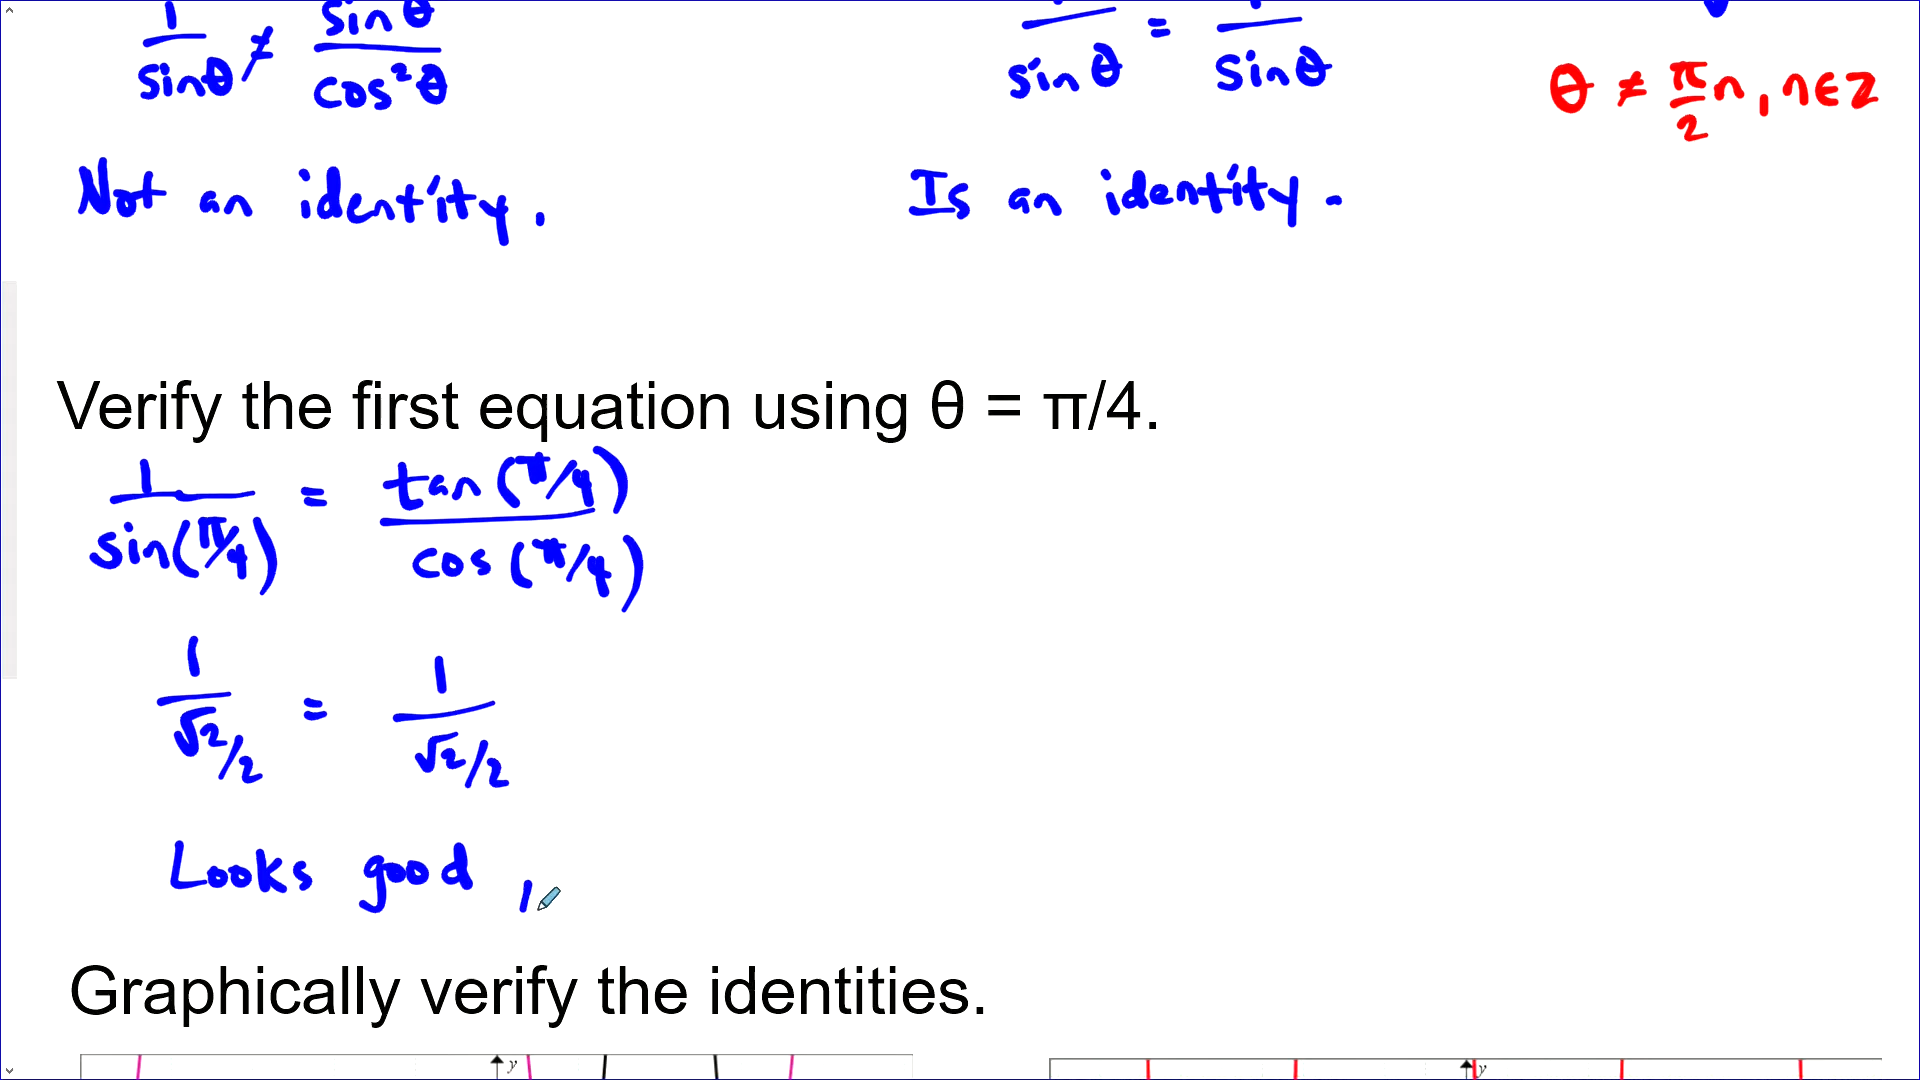 1/sinθ ≠ sinθ/cos²θ
/sinθ = /sinθ
θ ≠ π/2 n, n∈Z
Not an identity.
Is an identity.
Verify the first equation using θ = π/4.
1/sin(π/4) = tan(π/4)/cos(π/4)
1/√2/2 = 1/√2/2
Looks good,
Graphically verify the identities.
y
y